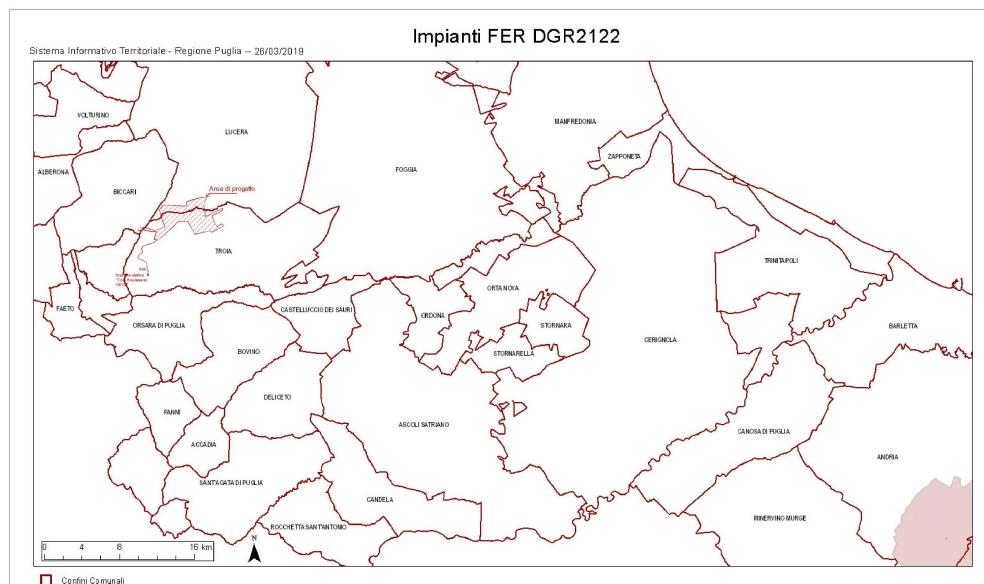 Impianti FER DGR2122
Sistema Informativo Territoriale - Regione Puglia -- 26/03/2019
VOLTURINO
LUCERA
MANFREDONIA
ZAPPONETA
ALBERONA
FOGGIA
BICCARI
Area di progetto
TROIA
TRINITAPOLI
ORTA NOVA
FAETO
ORSARA DI PUGLIA
CASTELLUCCIO DEI SAURI
ORDONA
STORNARA
BARLETTA
CERIGNOLA
BOVINO
STORNARELLA
DELICETO
PANNI
ASCOLI SATRIANO
CANOSA DI PUGLIA
ACCADIA
ANDRIA
SANT'AGATA DI PUGLIA
CANDELA
MINERVINO MURGE
ROCCHETTA SANT'ANTONIO
N
0 4 8 16 km
Confini Comunali